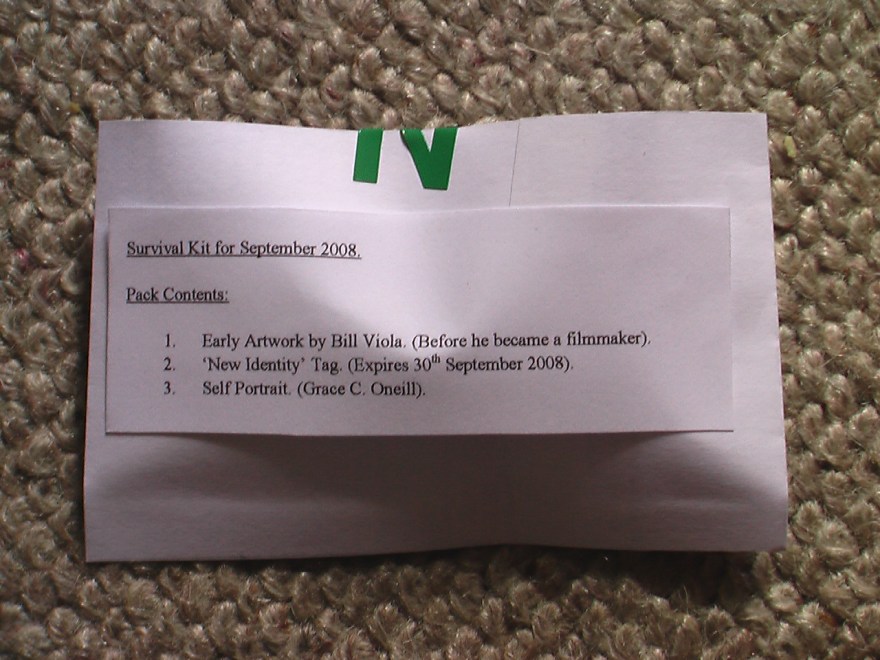 Survival Kit for September 2008.
Pack Contents:
1. Early Artwork by Bill Viola. (Before he became a filmmaker).
2. ‘New Identity’ Tag. (Expires 30th September 2008).
3. Self Portrait. (Grace C. Oneill).